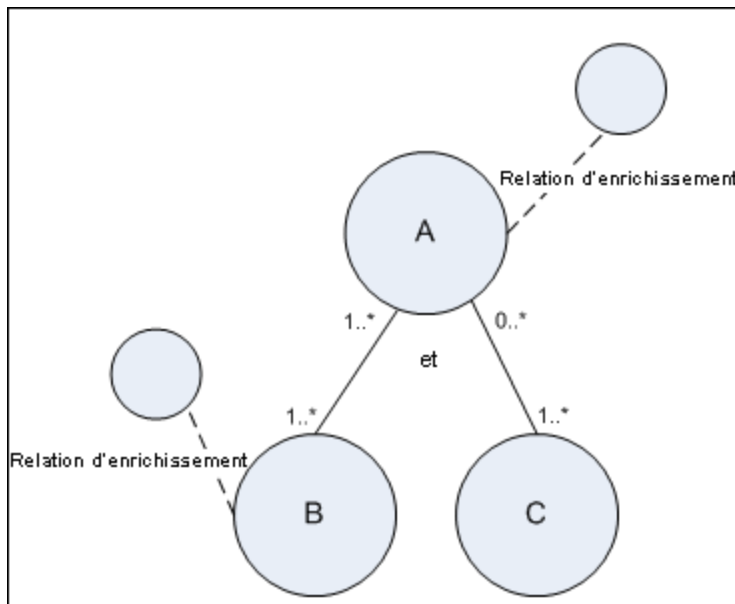 Relation d'enrichissement
A
1..*
0..*
et
1..*
1..*
Relation d'enrichissement
B
C